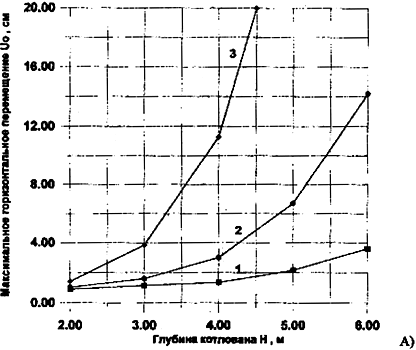 Максимальное горизонтальное перемещение Uo , см
20.00
16.00
12.00
8.00
4.00
0.00
3
2
1
2.00 3.00 4.00 5.00 6.00
Глубина котлована Н , м
А)